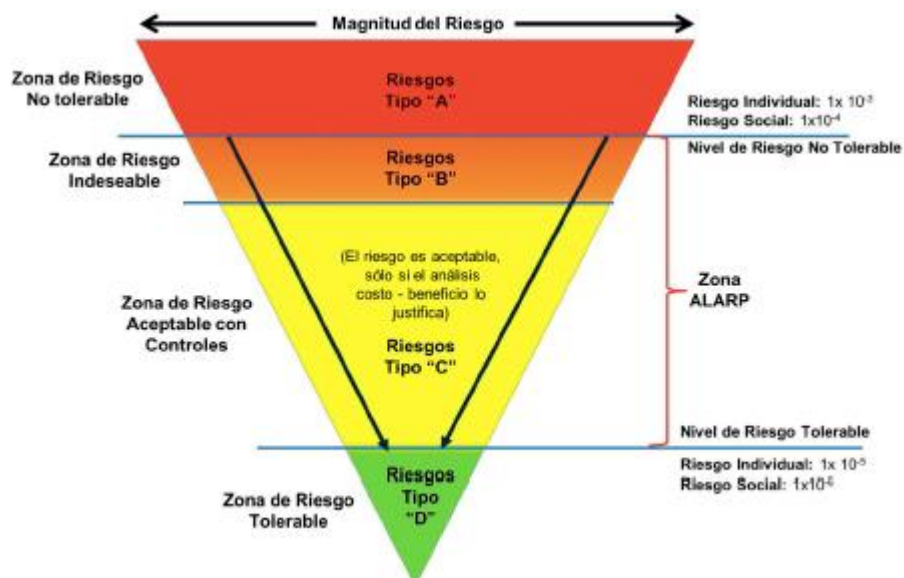 Magnitud del Riesgo
Zona de Riesgo
No tolerable
Riesgos
Tipo “A”
Riesgo Individual: 1x 10⁻³
Riesgo Social: 1x10⁻⁴
Nivel de Riesgo No Tolerable
Zona de Riesgo
Indeseable
Riesgos
Tipo “B”
(El riesgo es aceptable,
sólo si el análisis
costo - beneficio lo
justifica)
Zona de Riesgo
Aceptable con
Controles
Riesgos
Tipo “C”
Zona
ALARP
Nivel de Riesgo Tolerable
Riesgo Individual: 1x 10⁻⁵
Riesgo Social:
Riesgos
Tipo
“D”
Zona de Riesgo
Tolerable